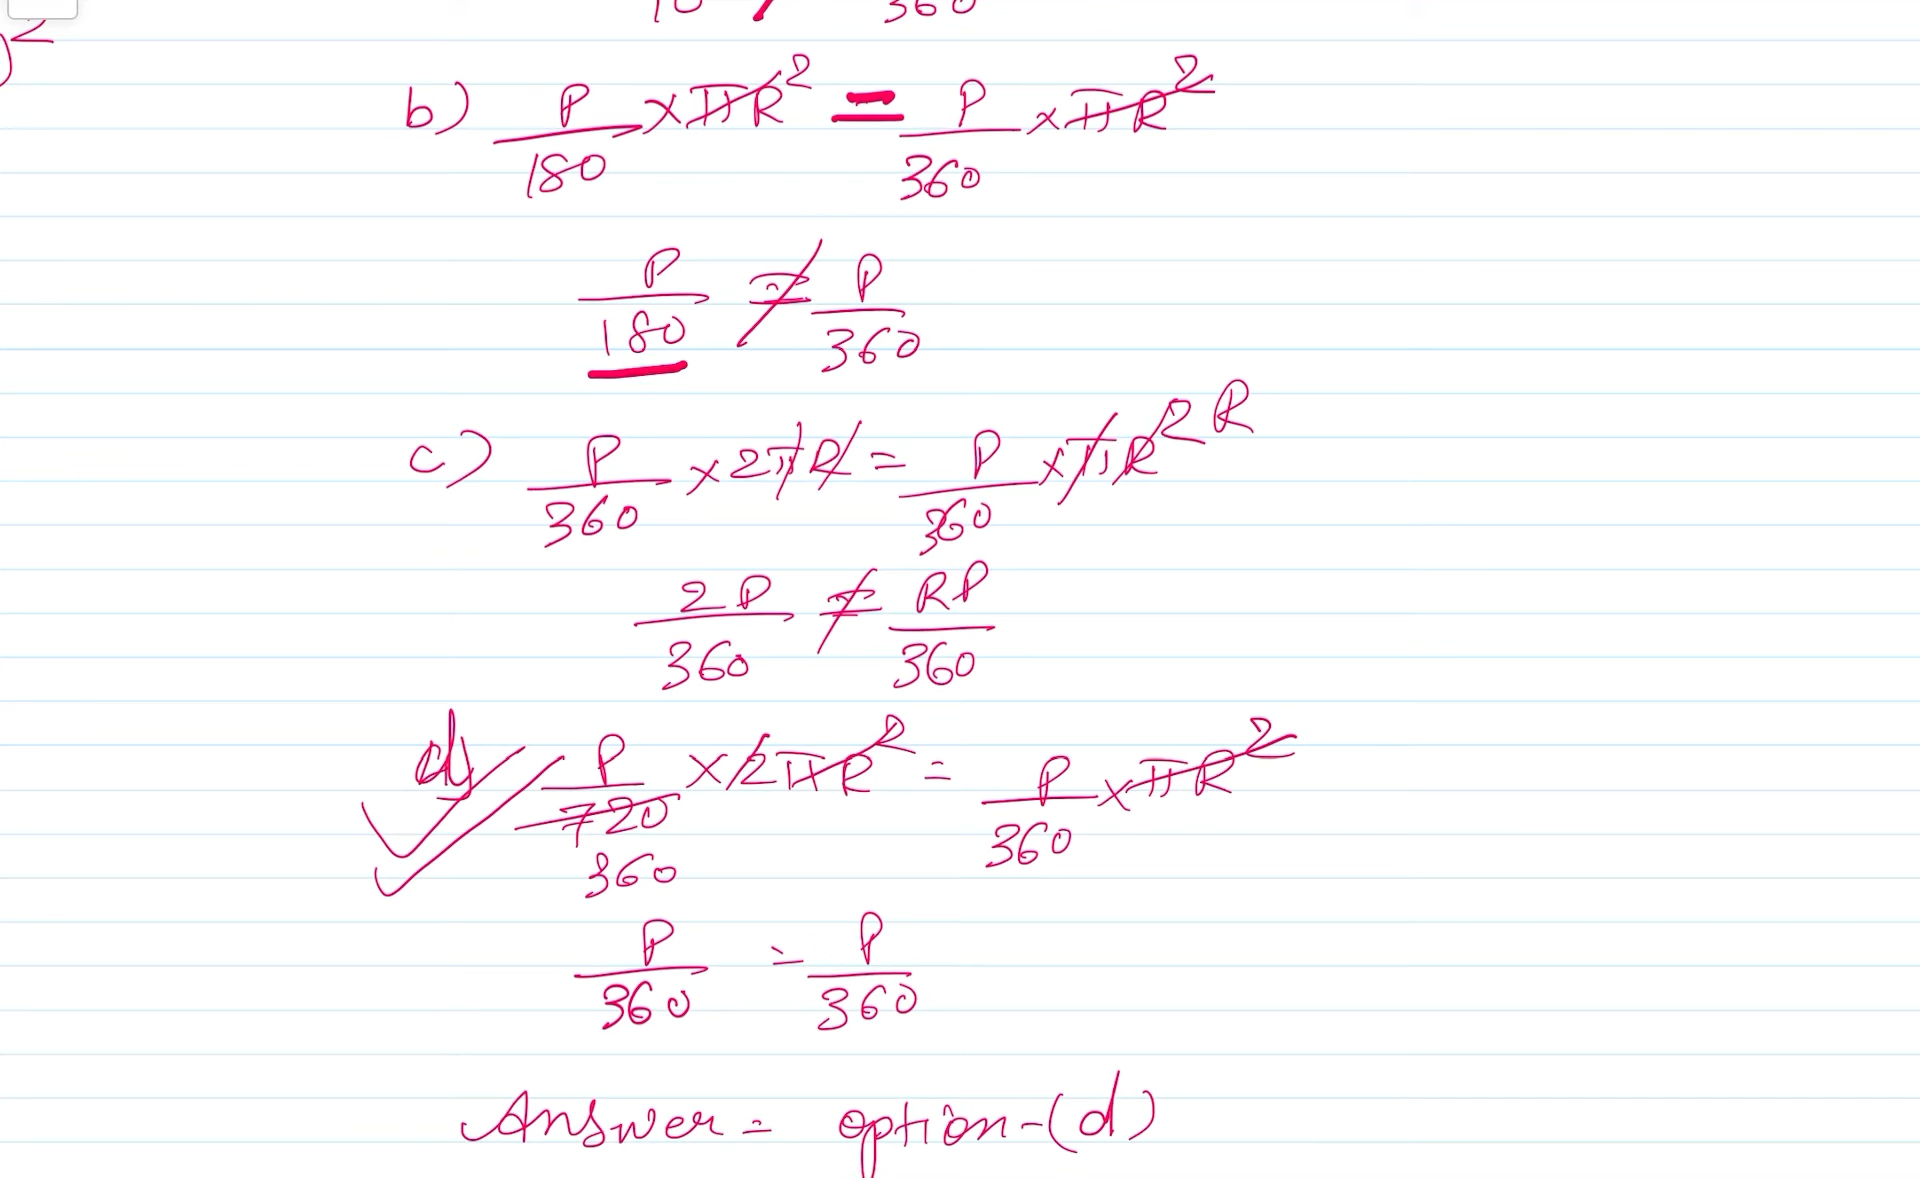 b) P/180 × πR² = P/360 × πR²
P/180 ≠ P/360
c) P/360 × 2πR = P/360 × πR² R
2P/360 ≠ RP/360
d) P/720 × 2πR² = P/360 × πR²
360
P/360 = P/360
Answer = option-(d)